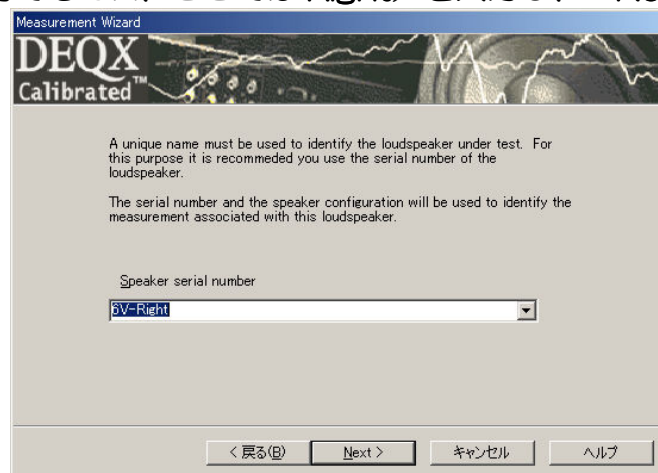 Measurement Wizard
DEQX
Calibrated™
A unique name must be used to identify the loudspeaker under test. For
this purpose it is recommeded you use the serial number of the
loudspeaker.
The serial number and the speaker configuration will be used to identify the
measurement associated with this loudspeaker.
Speaker serial number
6V-Right
< 戻る(B) Next > キャンセル ヘルプ